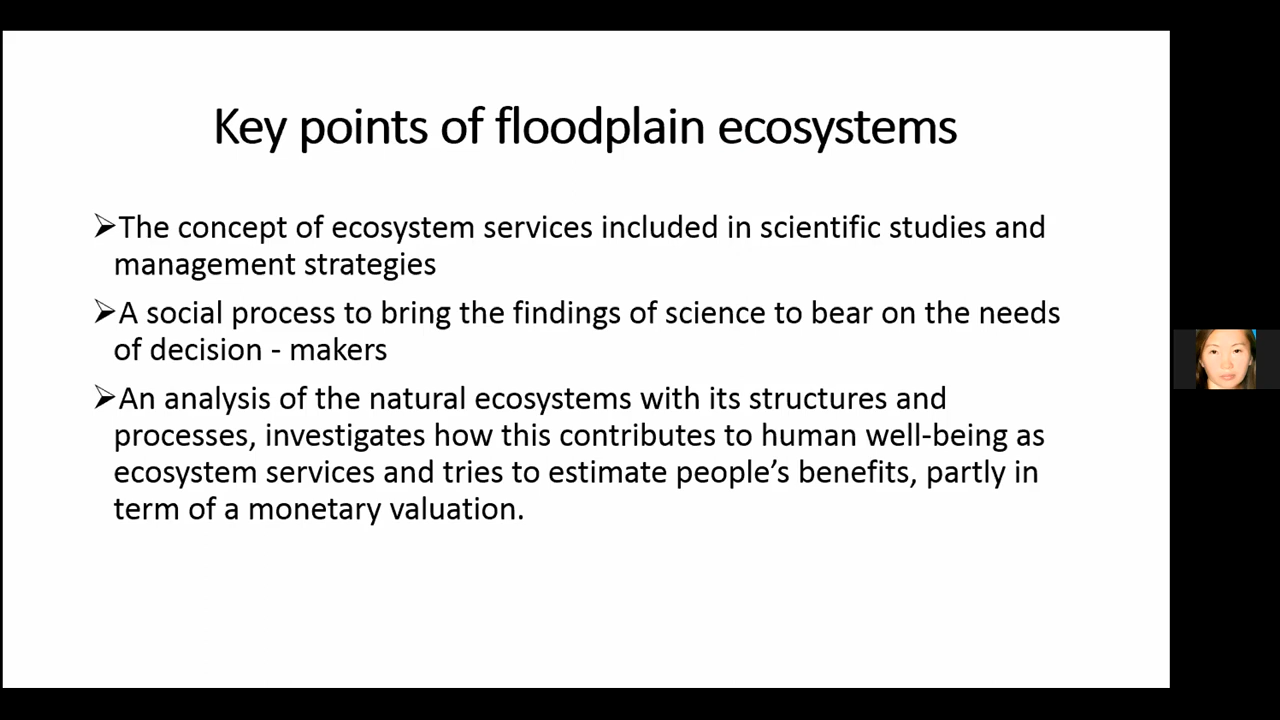 Key points of floodplain ecosystems
➢The concept of ecosystem services included in scientific studies and
management strategies
➢A social process to bring the findings of science to bear on the needs
of decision - makers
➢An analysis of the natural ecosystems with its structures and
processes, investigates how this contributes to human well-being as
ecosystem services and tries to estimate people’s benefits, partly in
term of a monetary valuation.